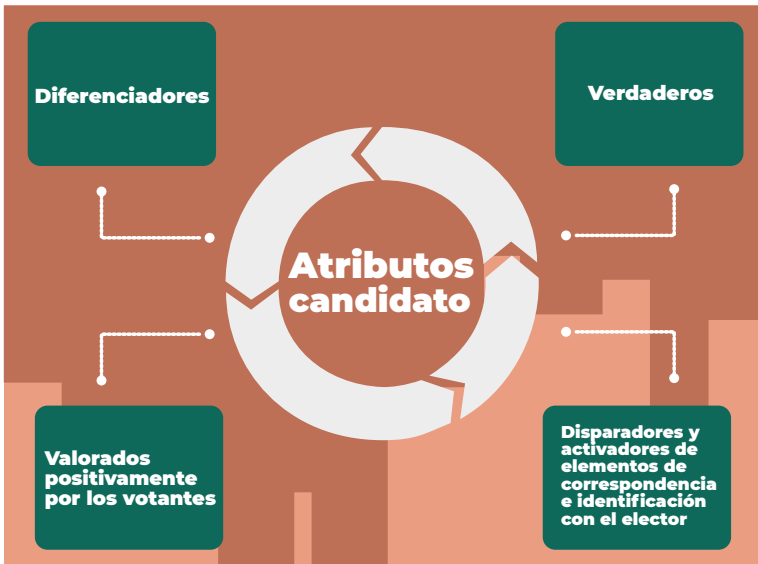 Diferenciadores
Verdaderos
Atributos
candidato
Valorados
positivamente
por los votantes
Disparadores y
activadores de
elementos de
correspondencia
e identificación
con el elector